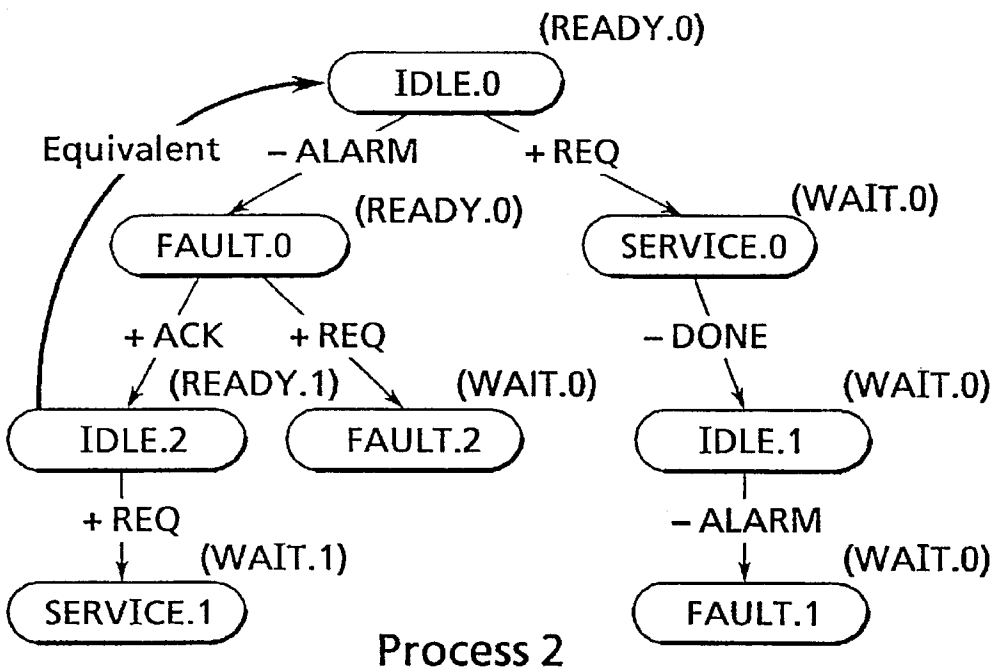 (READY.0)
IDLE.0
Equivalent
– ALARM
+ REQ
(READY.0)
(WAIT.0)
FAULT.0
SERVICE.0
+ ACK
+ REQ
– DONE
(READY.1)
(WAIT.0)
(WAIT.0)
IDLE.2
FAULT.2
IDLE.1
+ REQ
– ALARM
(WAIT.1)
(WAIT.0)
SERVICE.1
FAULT.1
Process 2